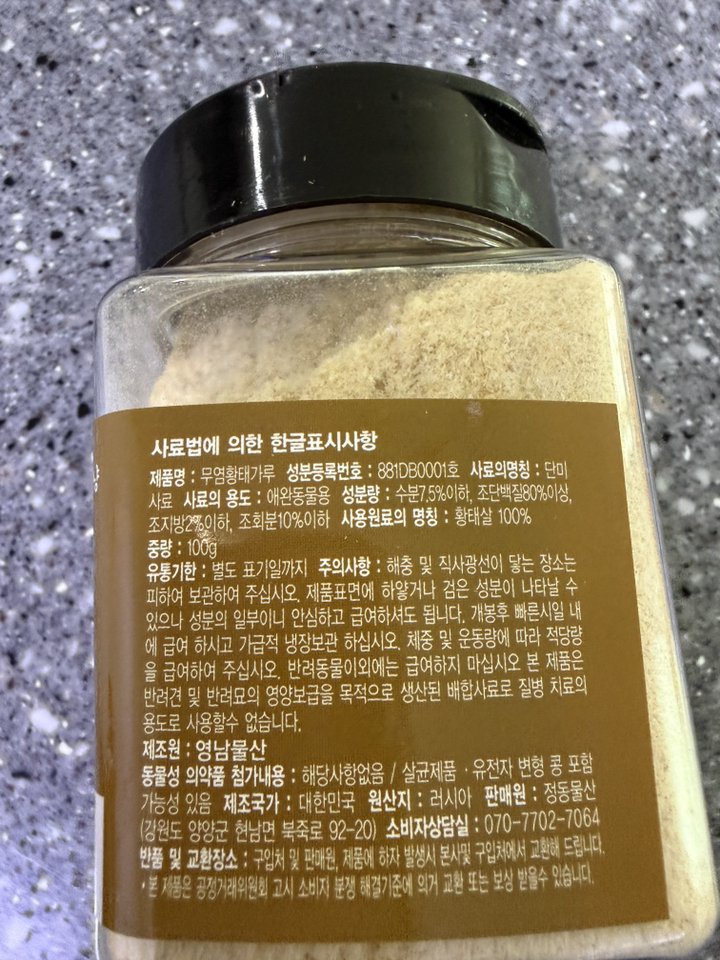 사료법에 의한 한글표시사항
제품명 : 무염황태가루 성분등록번호 : 881DB0001호 사료의명칭 : 단미
사료 사료의 용도 : 애완동물용 성분량 : 수분7.5%이하, 조단백질80%이상,
조지방2%이하, 조회분10%이하 사용원료의 명칭 : 황태살 100%
중량 : 100g
유통기한 : 별도 표기일까지 주의사항 : 해충 및 직사광선이 닿는 장소는
피하여 보관하여 주십시오. 제품표면에 하얗거나 검은 성분이 나타날 수
있으나 성분의 일부이니 안심하고 급여하셔도 됩니다. 개봉후 빠른시일 내
에 급여 하시고 가급적 냉장보관 하십시오. 체중 및 운동량에 따라 적당량
을 급여하여 주십시오. 반려동물이외에는 급여하지 마십시오 본 제품은
반려견 및 반려묘의 영양보급을 목적으로 생산된 배합사료로 질병 치료의
용도로 사용할수 없습니다.
제조원 : 영남물산
동물성 의약품 첨가내용 : 해당사항없음 / 살균제품 · 유전자 변형 콩 포함
가능성 있음 제조국가 : 대한민국 원산지 : 러시아 판매원 : 정동물산
(강원도 양양군 현남면 북죽로 92-20) 소비자상담실 : 070-7702-7064
반품 및 교환장소 : 구입처 및 판매원, 제품에 하자 발생시 본사및 구입처에서 교환해 드립니다.
· 본 제품은 공정거래위원회 고시 소비자 분쟁 해결기준에 의거 교환 또는 보상 받을수 있습니다.